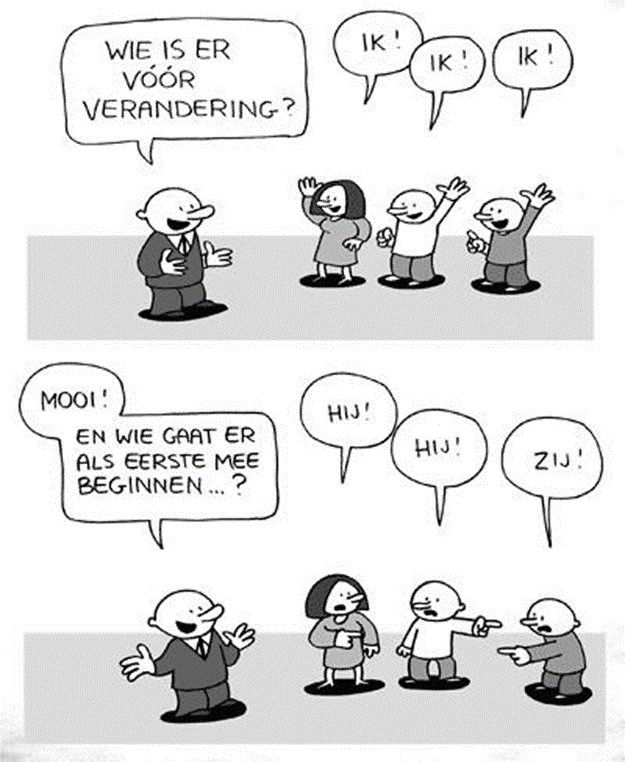 WIE IS ER
VÓÓR
VERANDERING?
IK!
IK!
IK!
MOOI!
EN WIE GAAT ER
ALS EERSTE MEE
BEGINNEN...?
HIJ!
HIJ!
ZIJ!